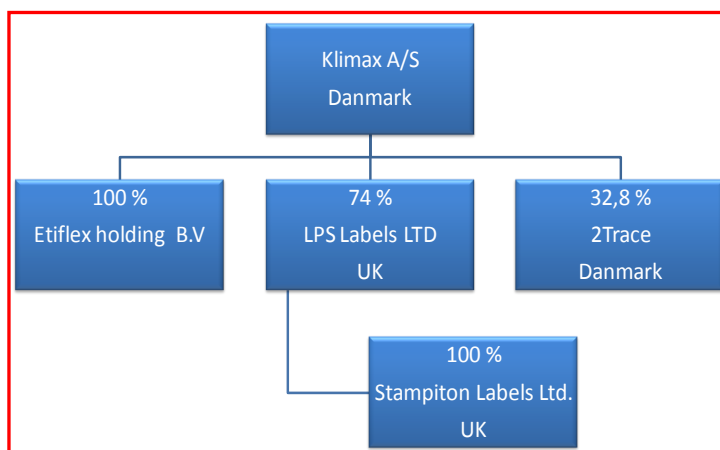 Klimax A/S
Danmark
100 %
Etiflex holding B.V
74 %
LPS Labels LTD
UK
32,8 %
2Trace
Danmark
100 %
Stampiton Labels Ltd.
UK